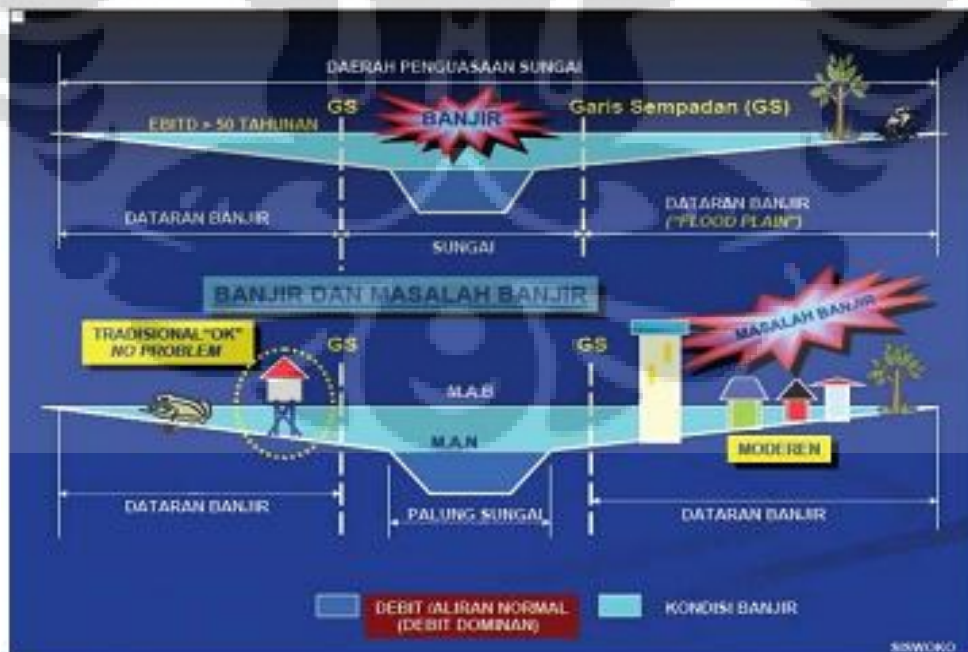 DAERAH PENGUASAAN SUNGAI
GS
BANJIR
Garis Sempadan (GS)
EBITD > 50 TAHUNAN
DATARAN BANJIR
SUNGAI
DATARAN BANJIR
("FLOOD PLAIN")
BANJIR DAN MASALAH BANJIR
MASALAH BANJIR
TRADISIONAL "OK"
NO PROBLEM
GS
GS
M.A.B
M.A.N
MODEREN
DATARAN BANJIR
PALUNG SUNGAI
DATARAN BANJIR
DEBIT /ALIRAN NORMAL
(DEBIT DOMINAN)
KONDISI BANJIR
SISWOKO